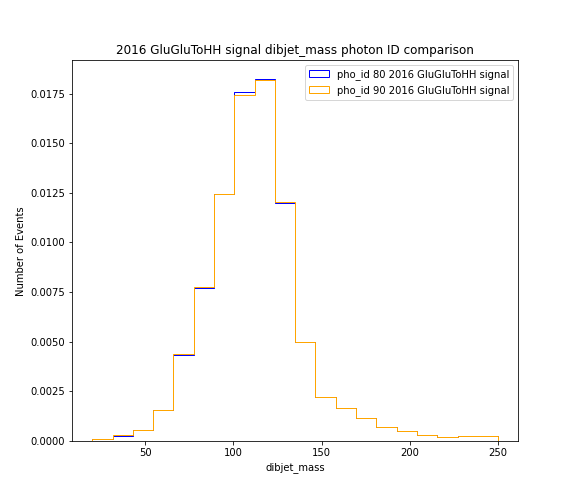 2016 GluGluToHH signal dibjet_mass photon ID comparison
pho_id 80 2016 GluGluToHH signal
pho_id 90 2016 GluGluToHH signal
Number of Events
0.0175
0.0150
0.0125
0.0100
0.0075
0.0050
0.0025
0.0000
50
100
150
200
250
dibjet_mass